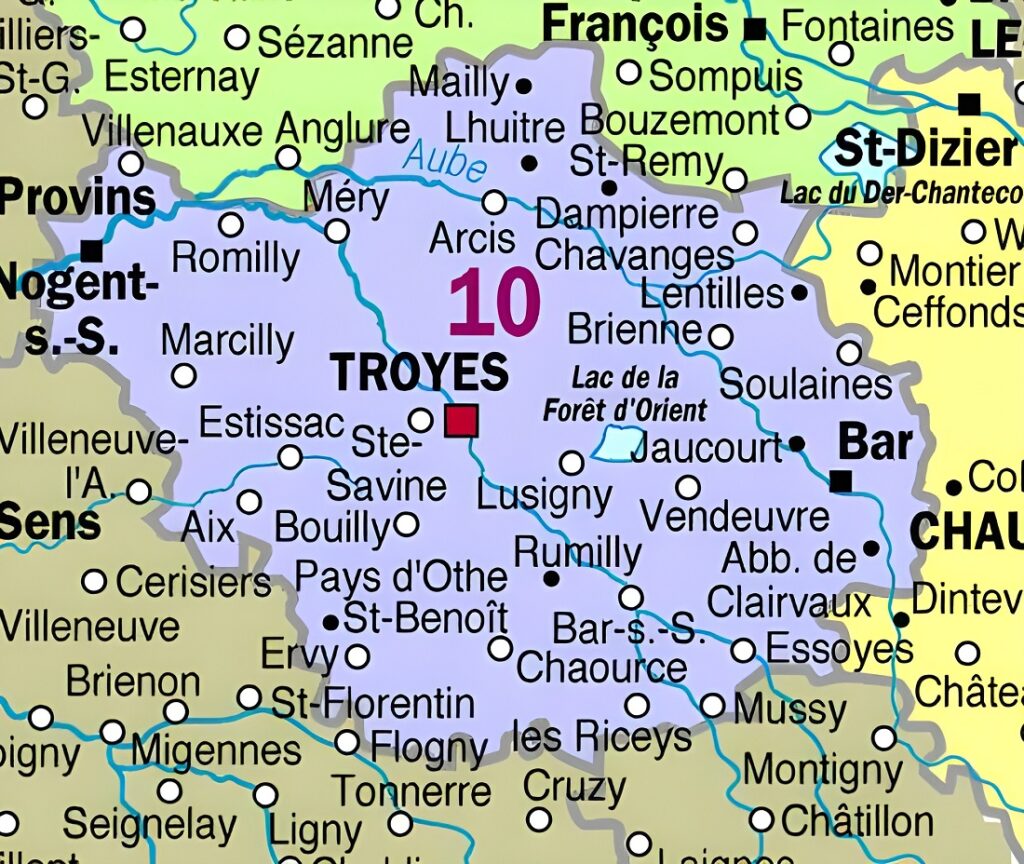 Ch.
François
Fontaines
illiers-
St-G.
Sézanne
Esternay
Mailly
Sompuis
Villenauxe
Anglure
Lhuitre
Bouzemont
St-Dizier
Aube
St-Remy
Lac du Der-Chanteco
Provins
Méry
Dampierre
Romilly
Arcis
Chavanges
Montier
Nogent-
s.-S.
10
Lentilles
Ceffonds
Marcilly
Brienne
TROYES
Lac de la
Forêt d'Orient
Soulaines
Villeneuve-
l'A.
Estissac
Ste-
Savine
Jaucourt
Bar
Lusigny
Vendeuvre
Sens
Aix
Bouilly
CHAU
Rumilly
Abb. de
Clairvaux
Cerisiers
Pays d'Othe
Dintev
Villeneuve
St-Benoît
Bar-s.-S.
Essoyes
Ervy
Chaource
Brienon
St-Florentin
Mussy
Migennes
Flogny
les Riceys
Montigny
Tonnerre
Cruzy
Seignelay
Ligny
Châtillon